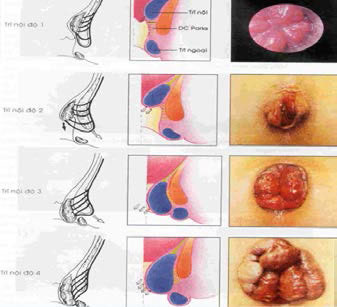 Trĩ nội độ 1
Trĩ nội
DC Parks
Trĩ ngoại
Trĩ nội độ 2
Trĩ nội độ 3
Trĩ nội độ 4